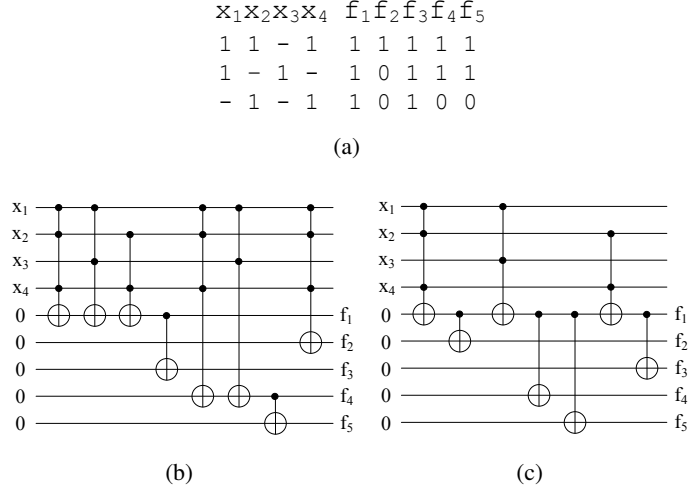 x₁x₂x₃x₄ f₁f₂f₃f₄f₅
1 1 - 1 1 1 1 1 1
1 - 1 - 1 0 1 1 1
- 1 - 1 1 0 1 0 0
(a)
x₁
x₂
x₃
x₄
0 f₁
0 f₂
0 f₃
0 f₄
0 f₅
(b)
x₁
x₂
x₃
x₄
0 f₁
0 f₂
0 f₃
0 f₄
0 f₅
(c)